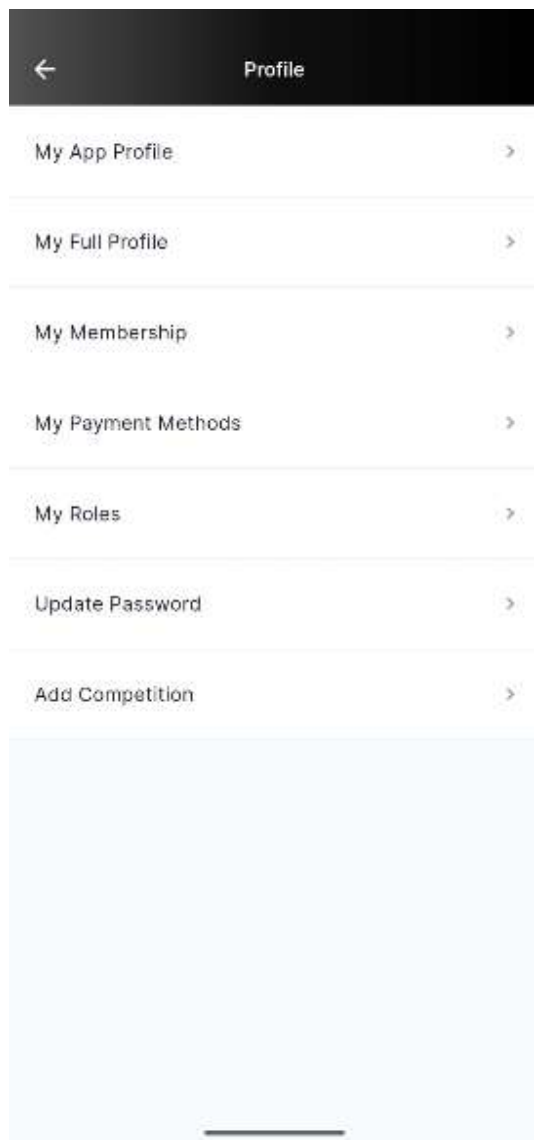 Profile
My App Profile
My Full Profile
My Membership
My Payment Methods
My Roles
Update Password
Add Competition